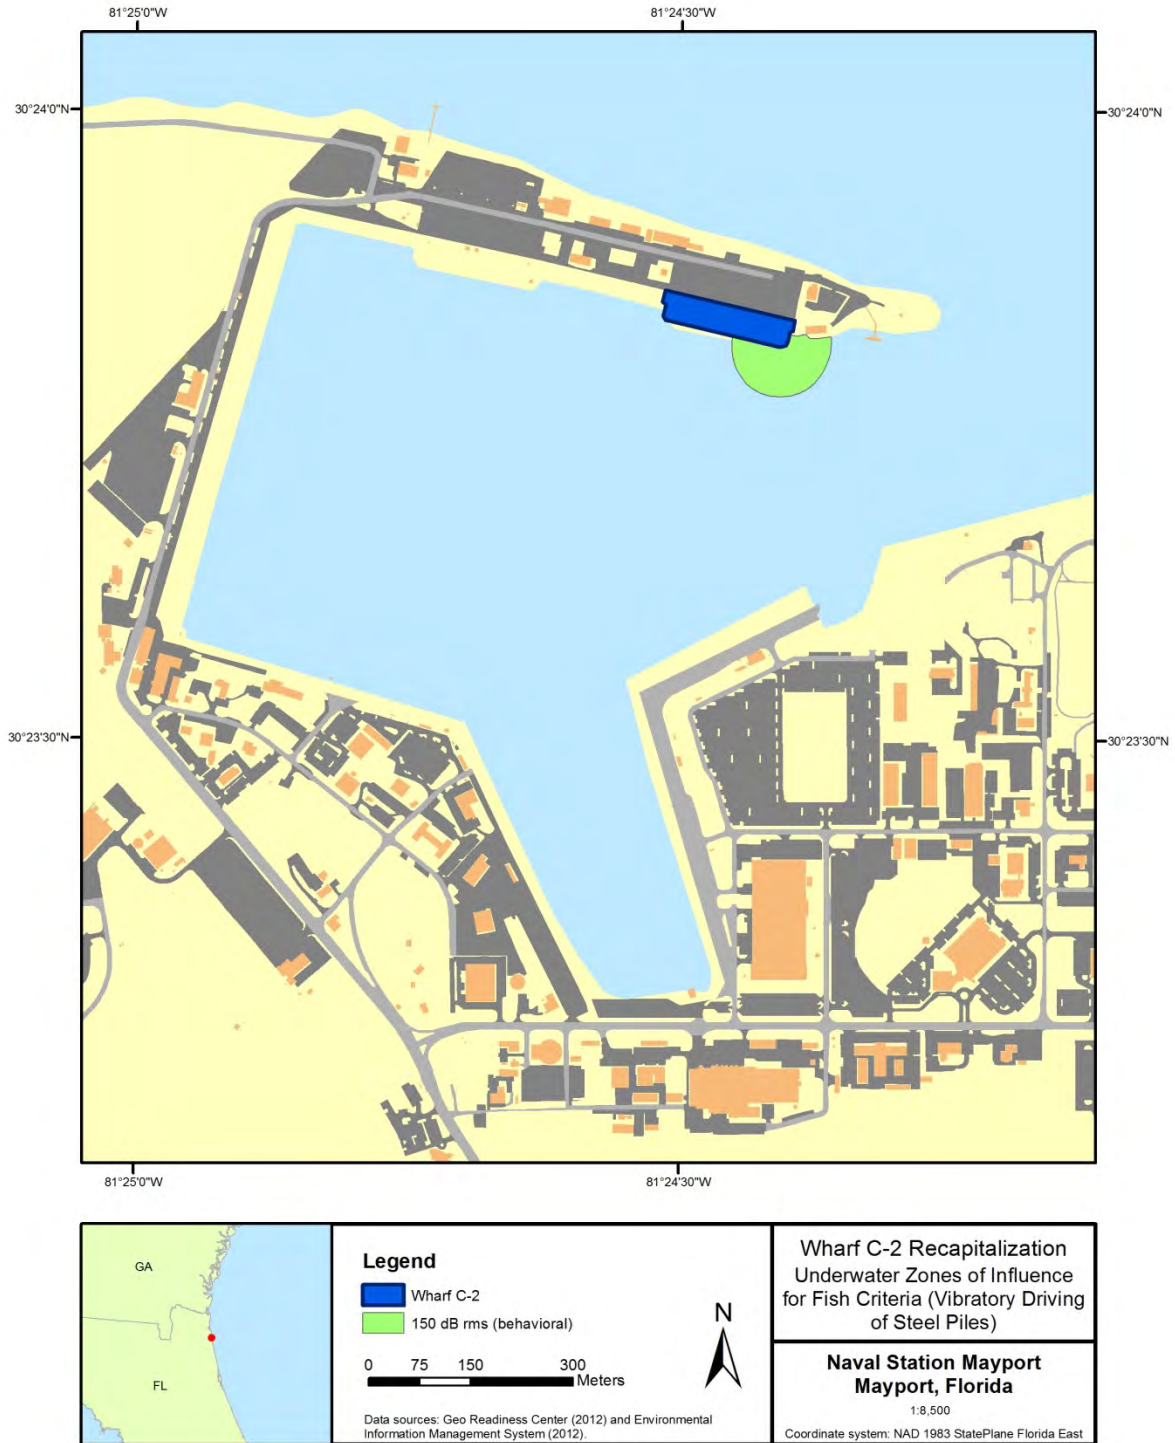 81°25'0"W 81°24'30"W
30°24'0"N 30°24'0"N
30°23'30"N 30°23'30"N
81°25'0"W 81°24'30"W
GA
FL
Legend
Wharf C-2
150 dB rms (behavioral)
0 75 150 300
Meters
Data sources: Geo Readiness Center (2012) and Environmental
Information Management System (2012).
N
Wharf C-2 Recapitalization
Underwater Zones of Influence
for Fish Criteria (Vibratory Driving
of Steel Piles)
Naval Station Mayport
Mayport, Florida
1:8,500
Coordinate system: NAD 1983 StatePlane Florida East